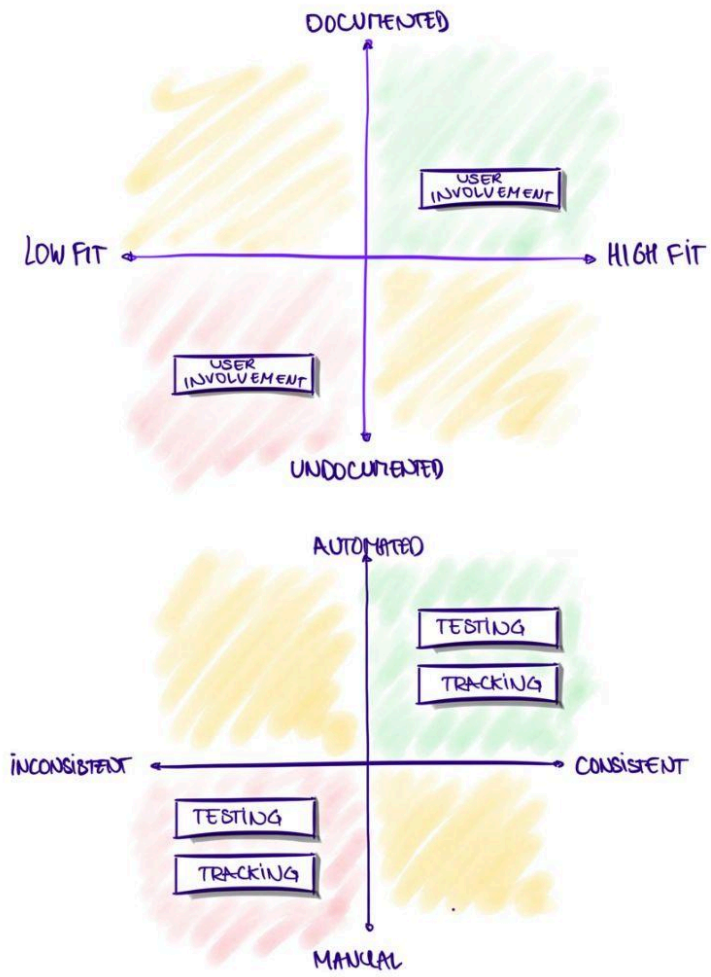 DOCUMENTED
USER
INVOLVEMENT
LOW FIT
HIGH FIT
USER
INVOLVEMENT
UNDOCUMENTED
AUTOMATED
TESTING
TRACKING
INCONSISTENT
CONSISTENT
TESTING
TRACKING
MANUAL